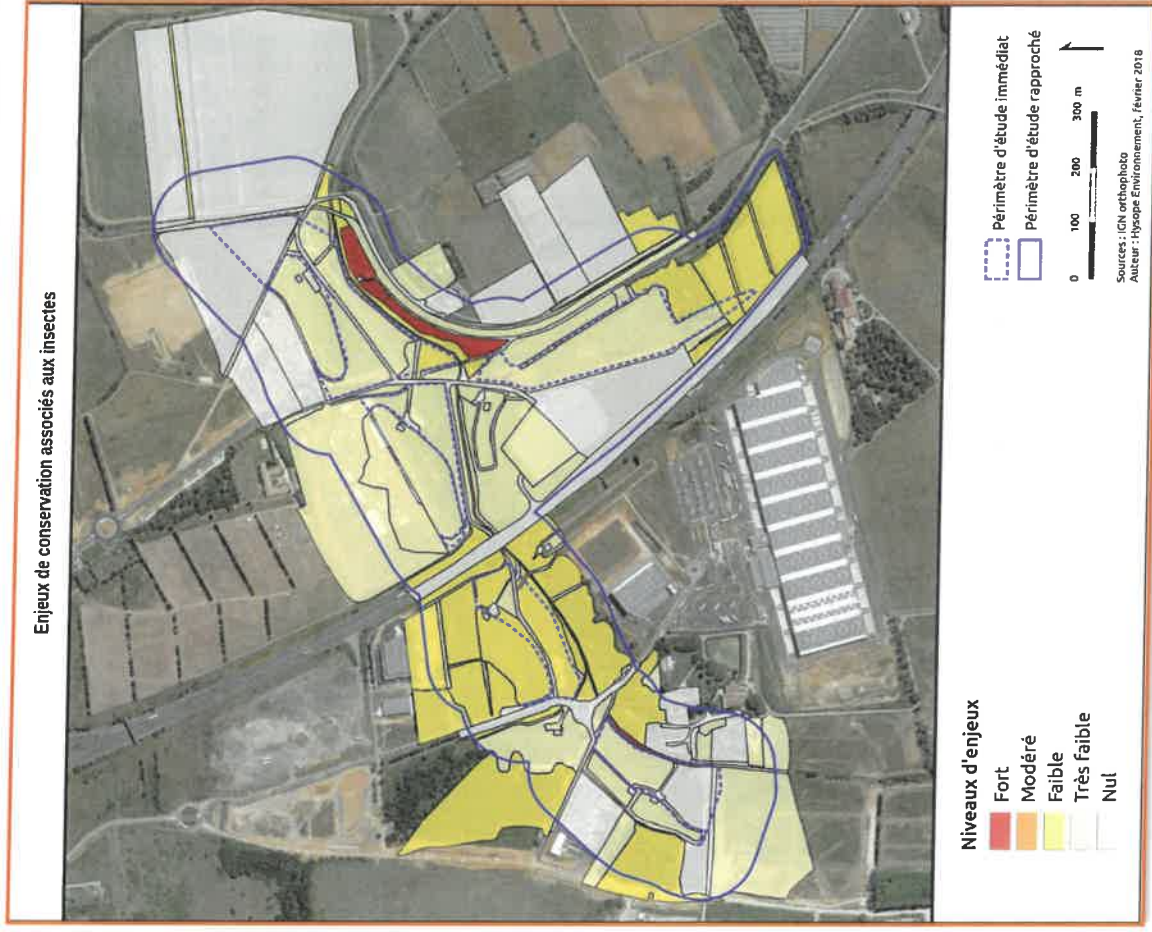 Enjeux de conservation associés aux insectes
Niveaux d'enjeux
Fort
Modéré
Faible
Très faible
Nul
Périmètre d'étude immédiat
Périmètre d'étude rapproché
0 100 200 300 m
Sources : IGN orthophoto
Auteur : Hysope Environnement, février 2018